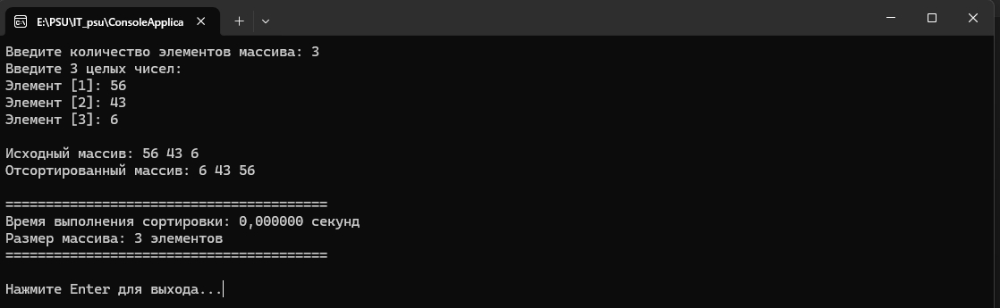 E:\PSU\IT_psu\ConsoleApplica
Введите количество элементов массива: 3
Введите 3 целых чисел:
Элемент [1]: 56
Элемент [2]: 43
Элемент [3]: 6
Исходный массив: 56 43 6
Отсортированный массив: 6 43 56
========================================
Время выполнения сортировки: 0,000000 секунд
Размер массива: 3 элементов
========================================
Нажмите Enter для выхода...